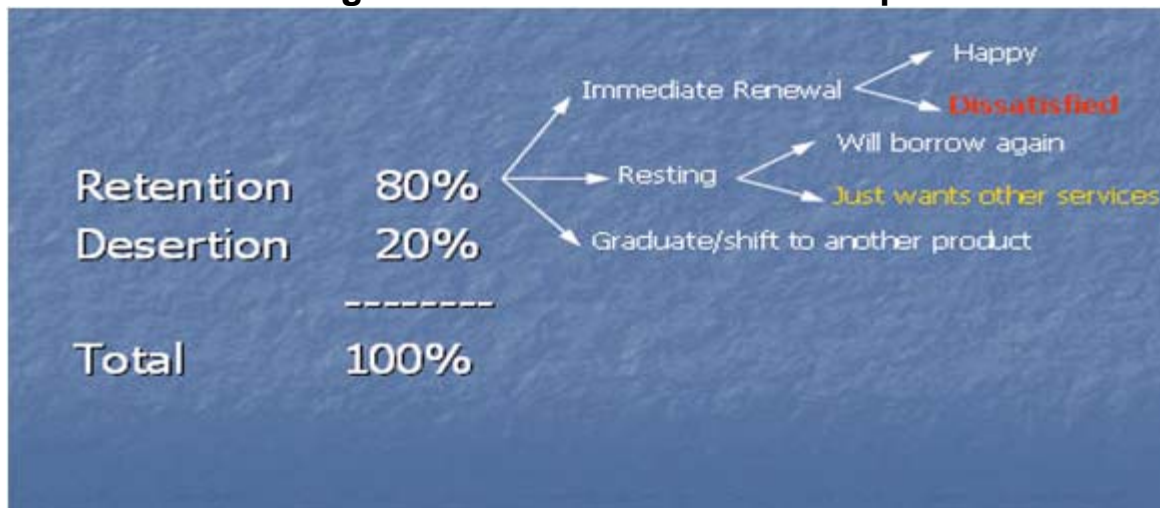 Happy
Immediate Renewal
Dissatisfied
Will borrow again
Retention 80%
Resting
Just wants other services
Desertion 20%
Graduate/shift to another product
--------
Total 100%